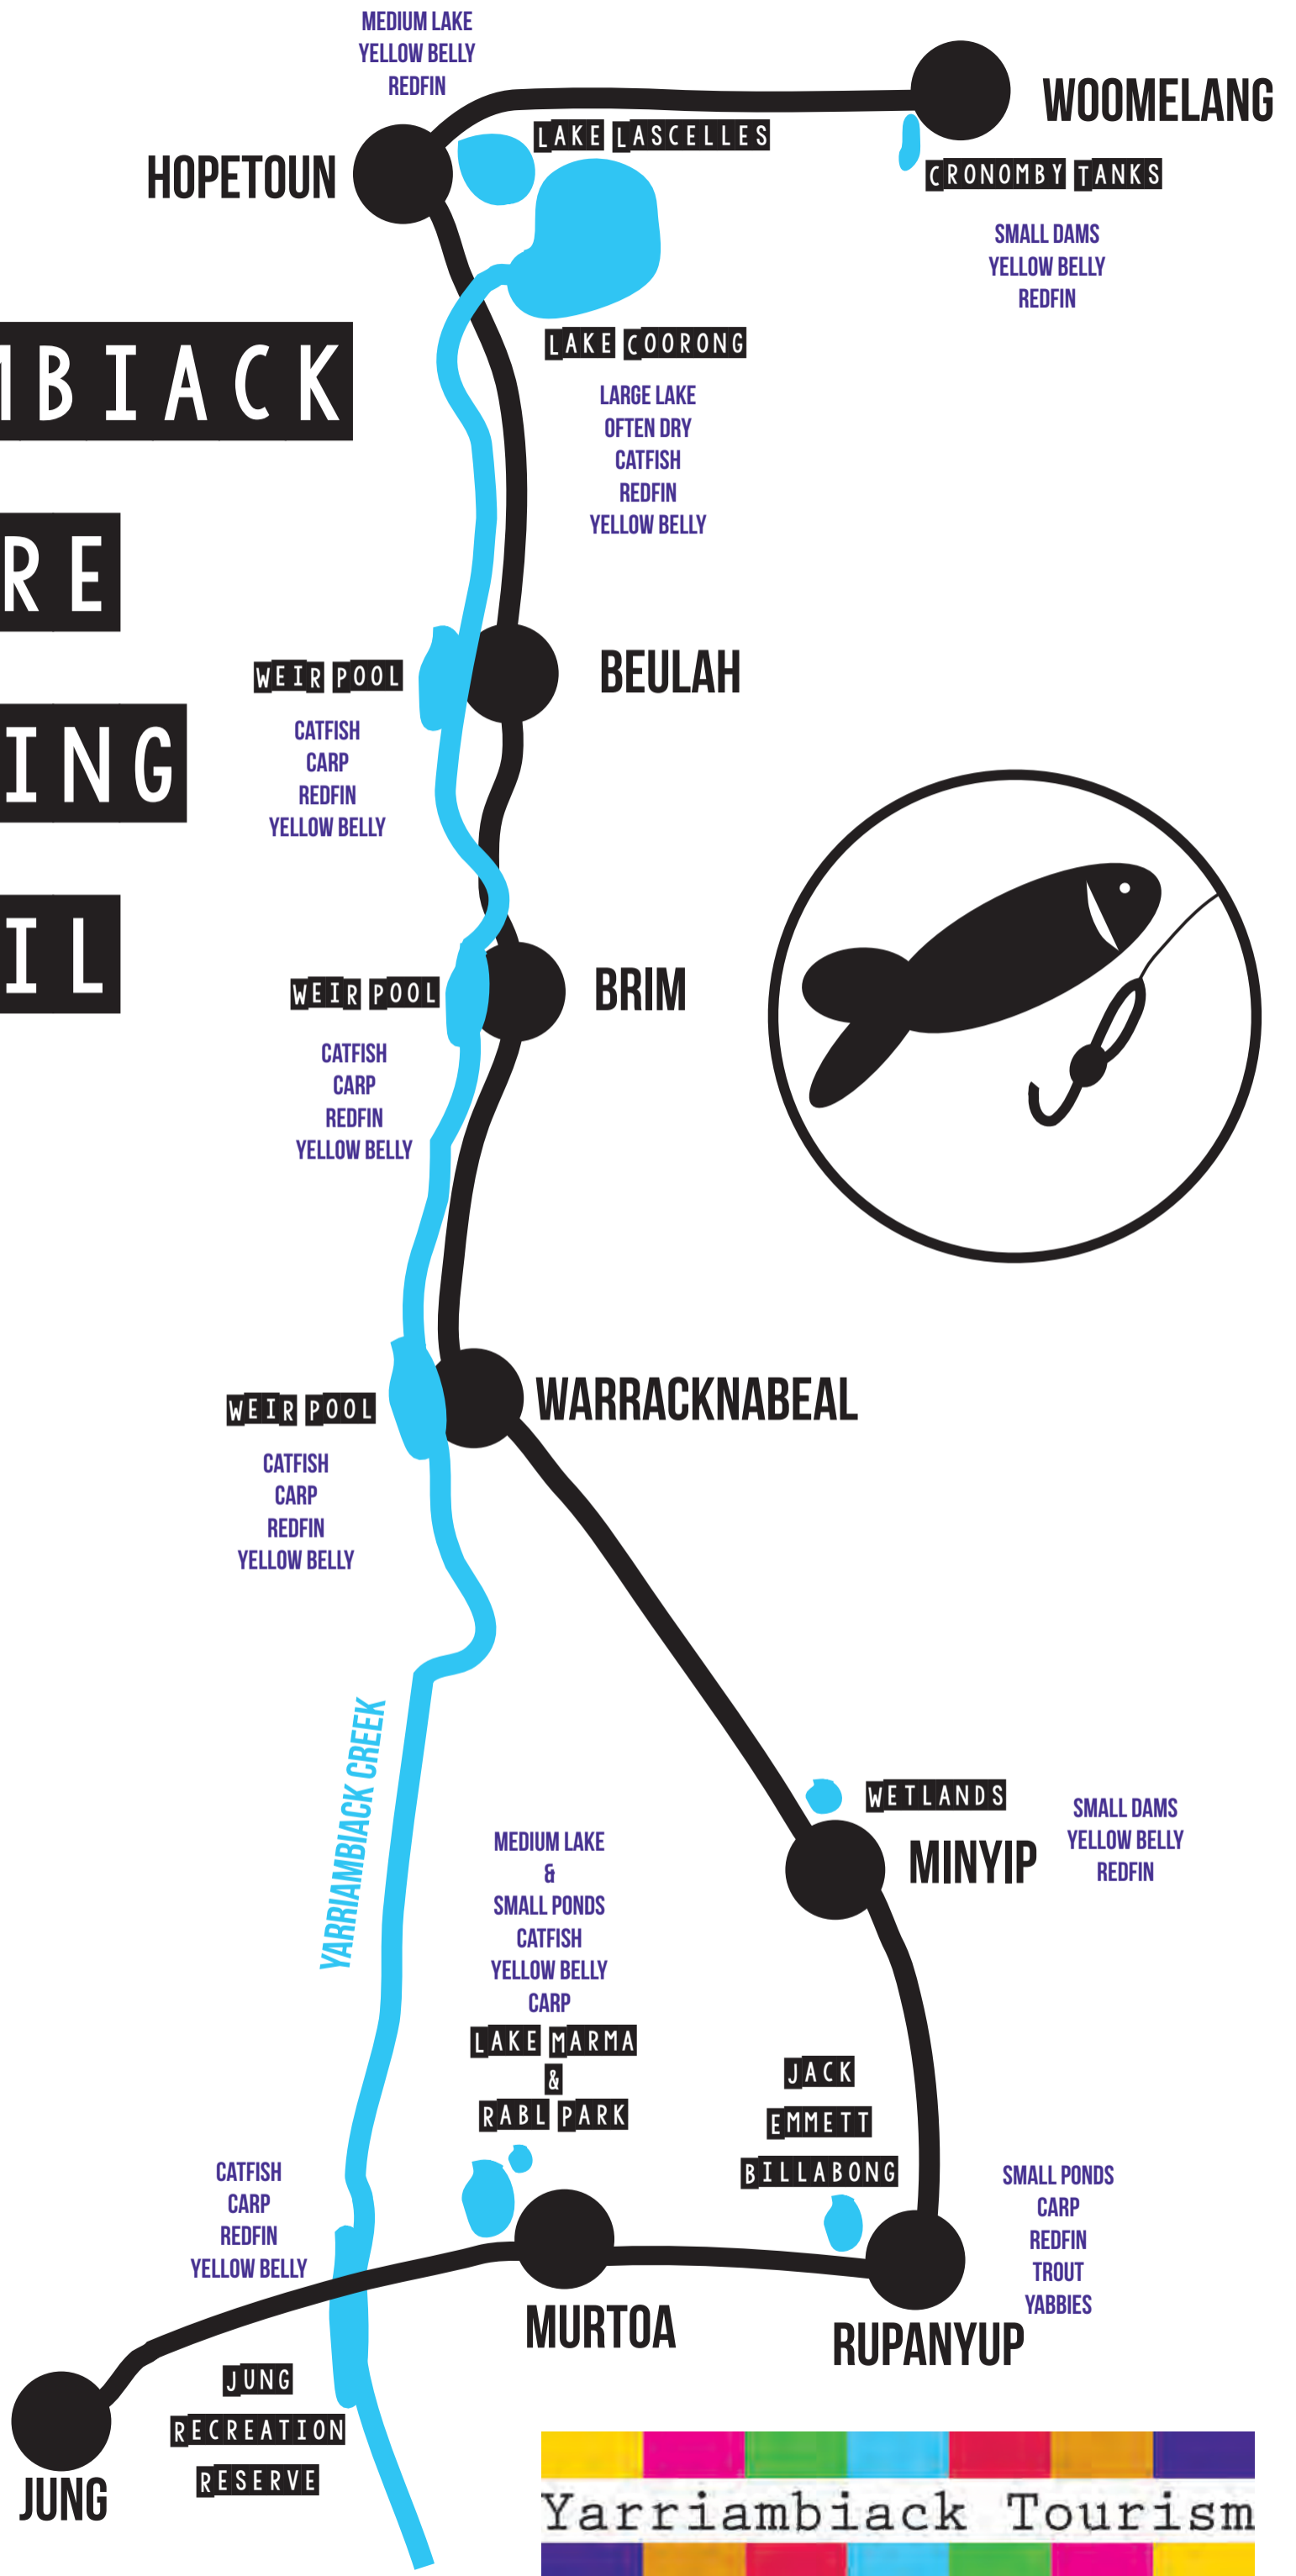 MEDIUM LAKE
YELLOW BELLY
REDFIN
WOOMELANG
LAKE LASCELLES
HOPETOUN
CRONOMBY TANKS
SMALL DAMS
YELLOW BELLY
REDFIN
MBIACK
LAKE COORONG
LARGE LAKE
OFTEN DRY
CATFISH
REDFIN
YELLOW BELLY
RE
BEULAH
WEIR POOL
CATFISH
CARP
REDFIN
YELLOW BELLY
ING
IL
BRIM
WEIR POOL
CATFISH
CARP
REDFIN
YELLOW BELLY
WARRACKNABEAL
WEIR POOL
CATFISH
CARP
REDFIN
YELLOW BELLY
YARRIAMBIACK CREEK
WETLANDS
MINYIP
SMALL DAMS
YELLOW BELLY
REDFIN
MEDIUM LAKE
&
SMALL PONDS
CATFISH
YELLOW BELLY
CARP
LAKE MARMA
&
RABL PARK
JACK
EMMETT
BILLABONG
SMALL PONDS
CARP
REDFIN
TROUT
YABBIES
CATFISH
CARP
REDFIN
YELLOW BELLY
MURTOA
RUPANYUP
JUNG
RECREATION
RESERVE
JUNG
Yarriambiack Tourism